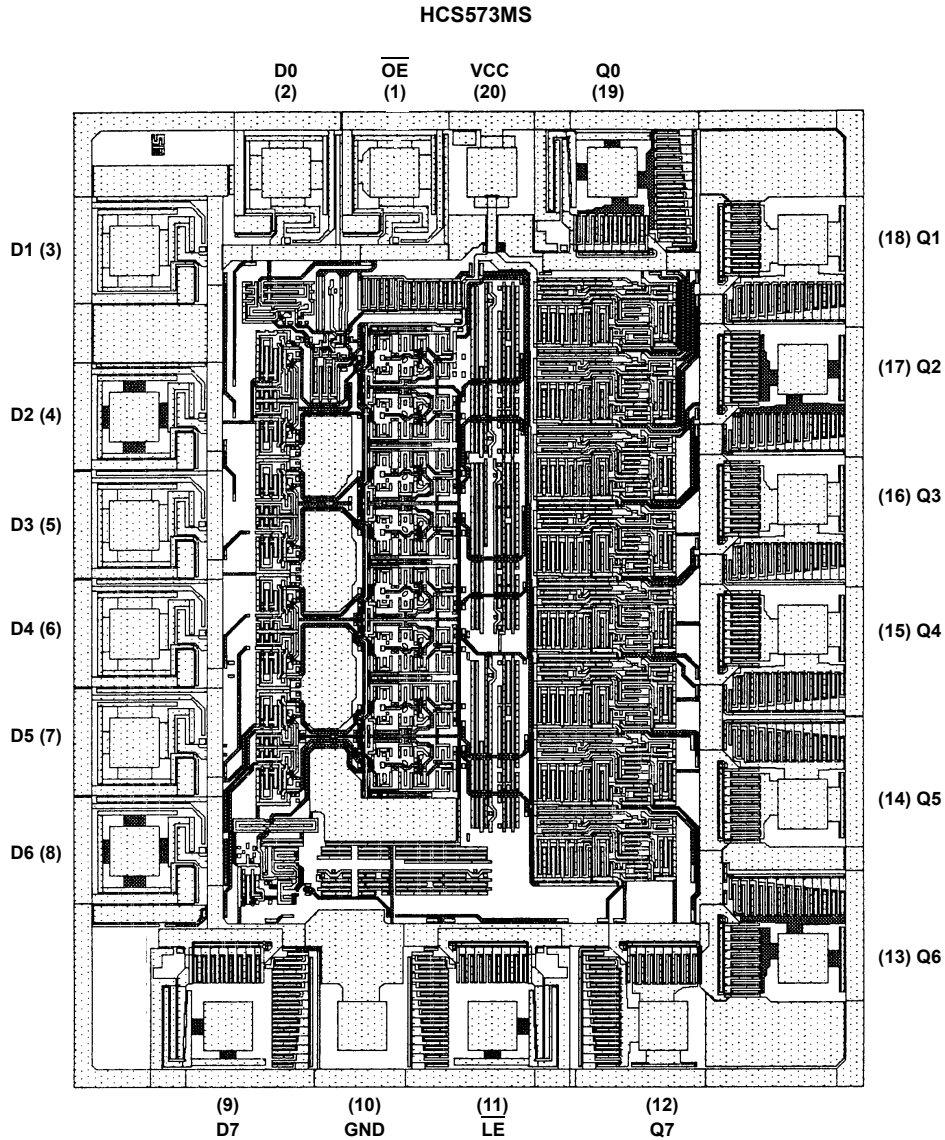 HCS573MS
D0 O̅E̅ VCC Q0
(2) (1) (20) (19)
D1 (3)
(18) Q1
(17) Q2
D2 (4)
(16) Q3
D3 (5)
D4 (6)
(15) Q4
D5 (7)
(14) Q5
D6 (8)
(13) Q6
(9) (10) (11) (12)
D7 GND L̅E̅ Q7